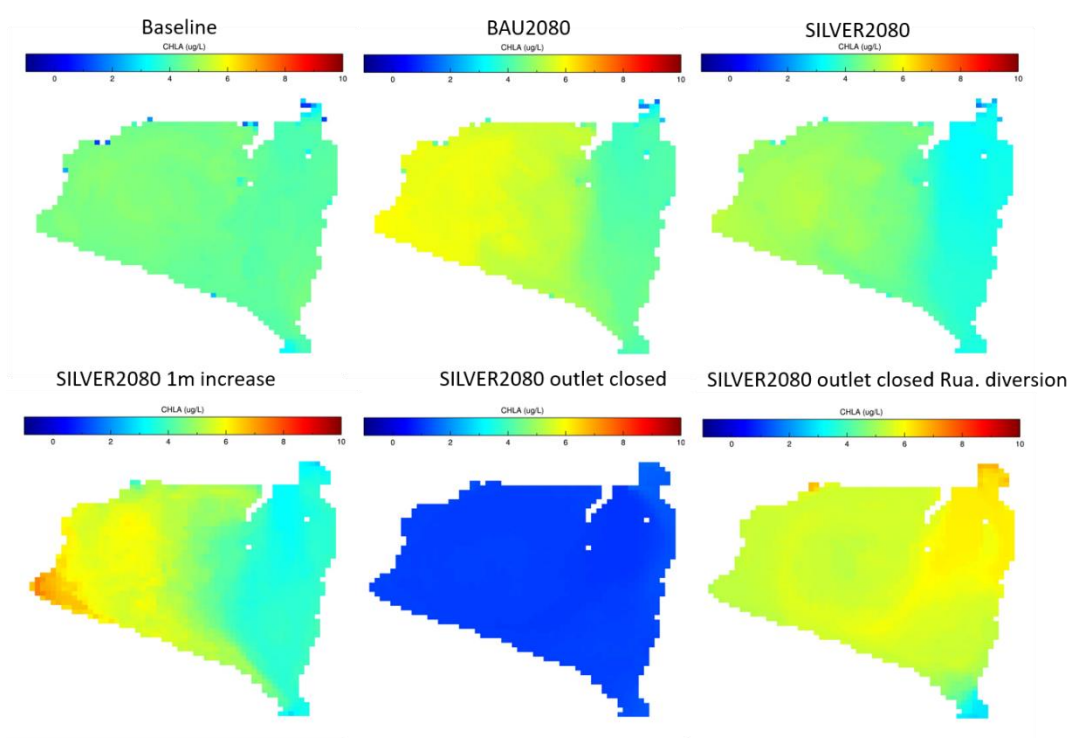 Baseline
CHLA (ug/L)
0 2 4 6 8 10
BAU2080
CHLA (ug/L)
0 2 4 6 8 10
SILVER2080
CHLA (ug/L)
0 2 4 6 8 10
SILVER2080 1m increase
CHLA (ug/L)
0 2 4 6 8 10
SILVER2080 outlet closed
CHLA (ug/L)
0 2 4 6 8 10
SILVER2080 outlet closed Rua. diversion
CHLA (ug/L)
0 2 4 6 8 10